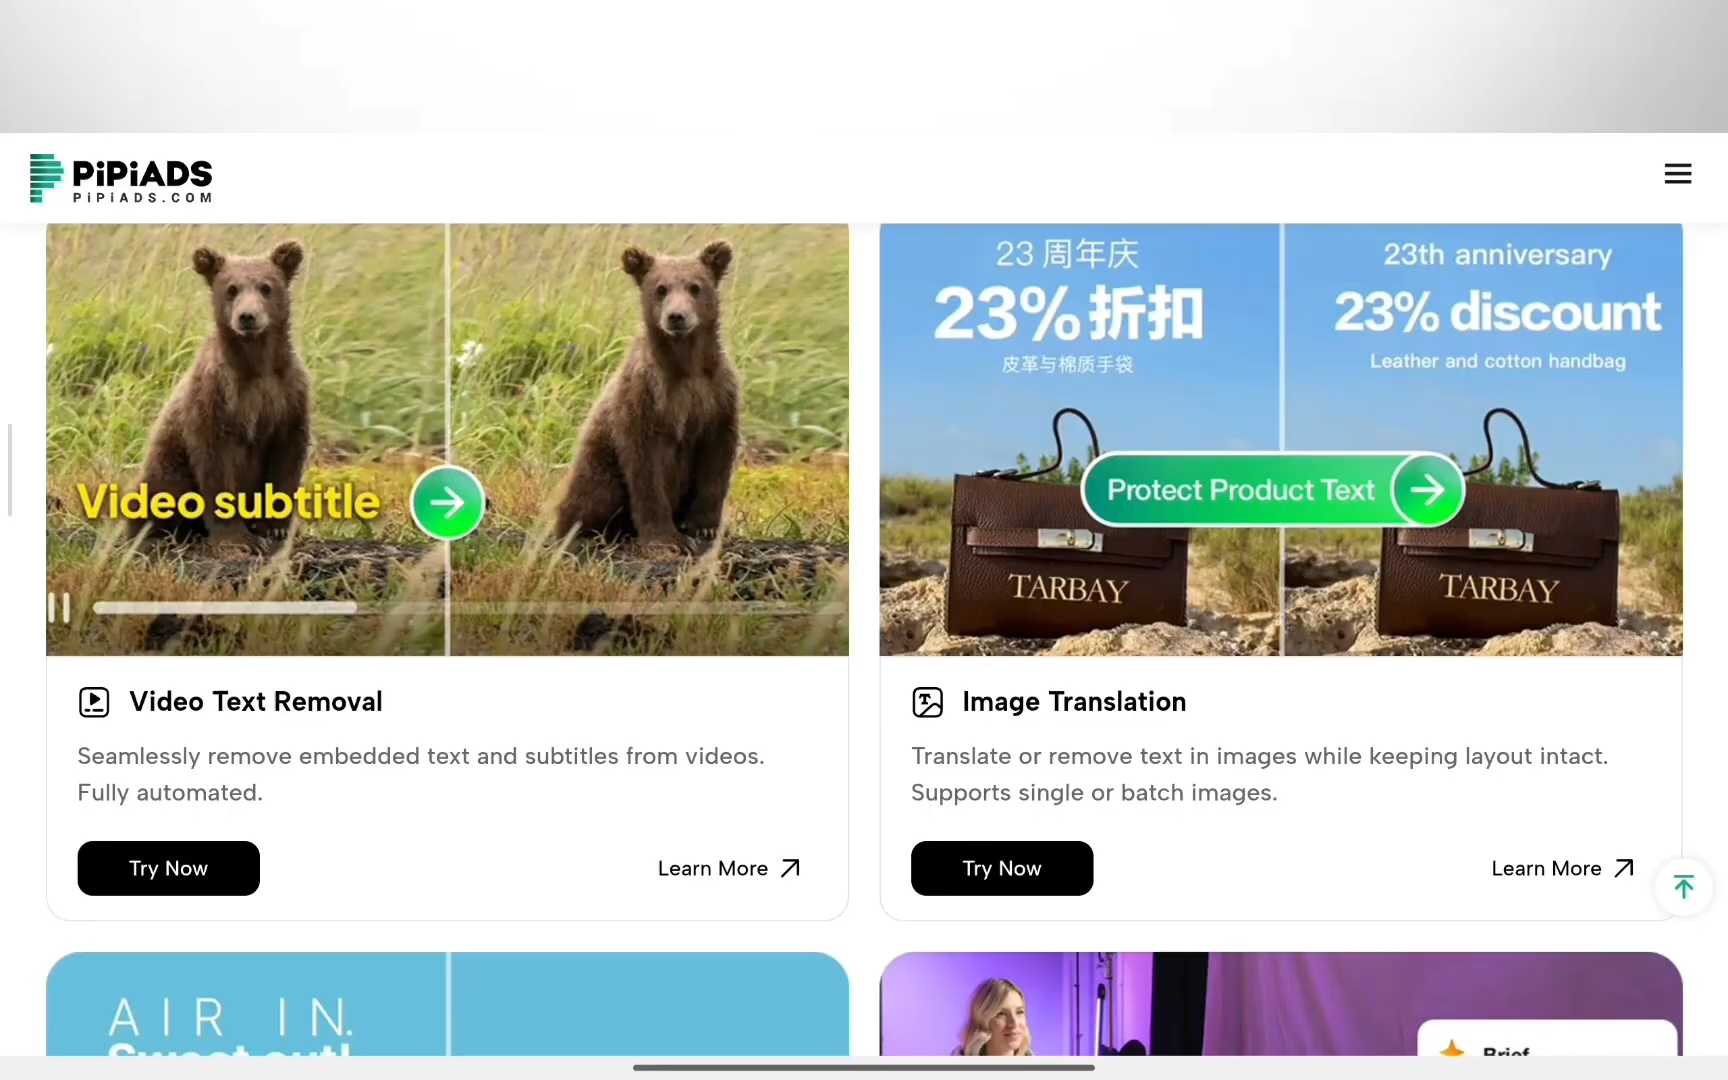 PiPiADS
PiPiADS.COM
Video subtitle
23 周年庆
23%折扣
皮革与棉质手袋
23th anniversary
23% discount
Leather and cotton handbag
Protect Product Text
TARBAY
TARBAY
Video Text Removal
Seamlessly remove embedded text and subtitles from videos.
Fully automated.
Try Now
Learn More
Image Translation
Translate or remove text in images while keeping layout intact.
Supports single or batch images.
Try Now
Learn More
AIR IN.
Sweat out!
Brief